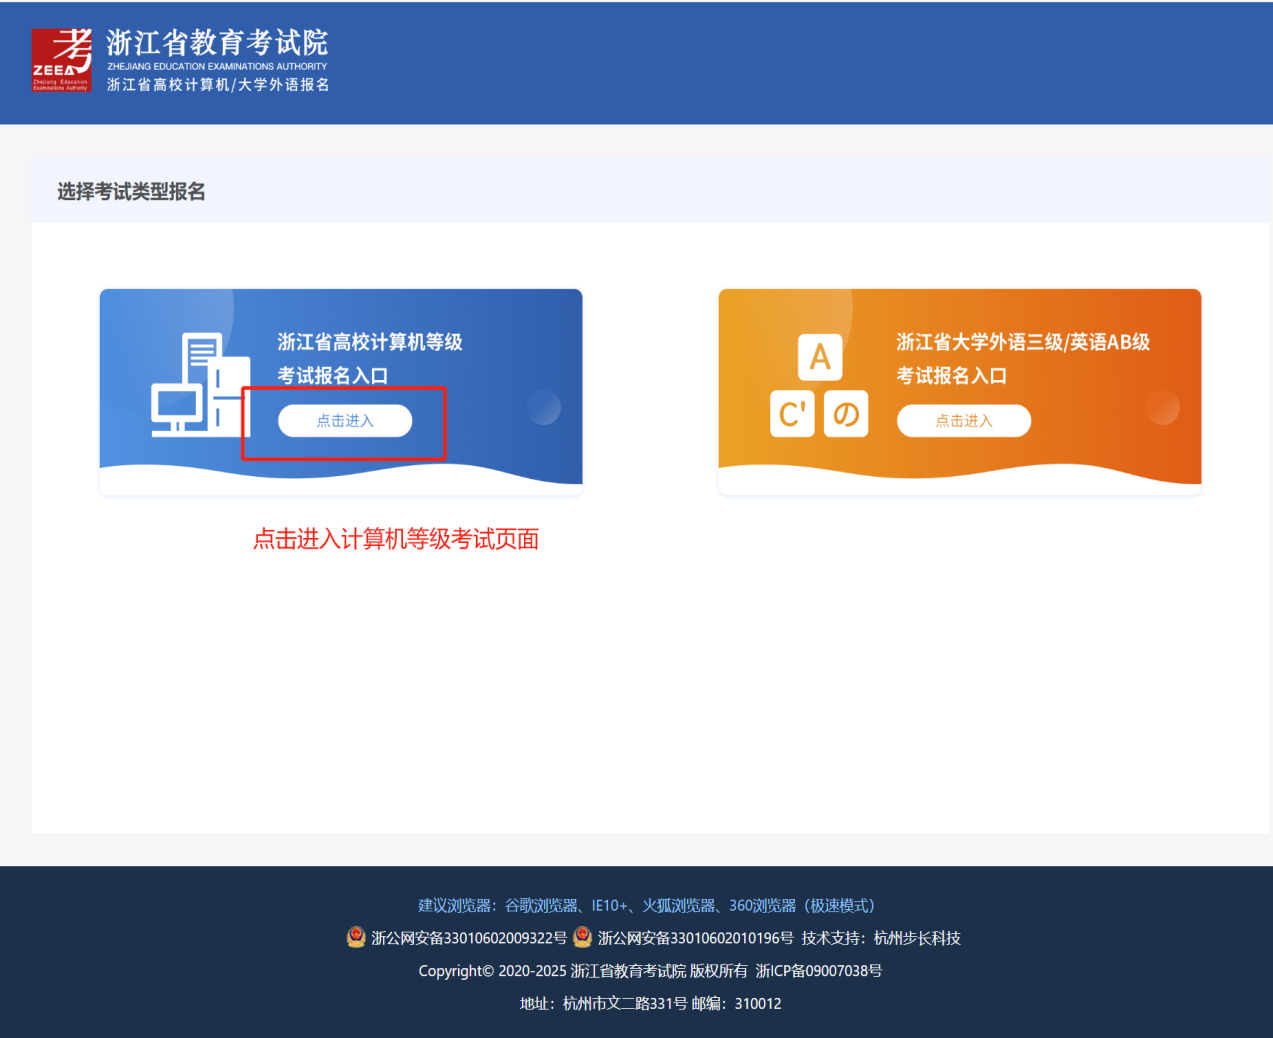 考
ZEEA
Zhejiang Education
Examinations Authority
浙江省教育考试院
ZHEJIANG EDUCATION EXAMINATIONS AUTHORITY
浙江省高校计算机/大学外语报名
选择考试类型报名
浙江省高校计算机等级
考试报名入口
点击进入
A
C' の
浙江省大学外语三级/英语AB级
考试报名入口
点击进入
点击进入计算机等级考试页面
建议浏览器：谷歌浏览器、IE10+、火狐浏览器、360浏览器（极速模式）
浙公网安备33010602009322号 浙公网安备33010602010196号 技术支持：杭州步长科技
Copyright© 2020-2025 浙江省教育考试院 版权所有 浙ICP备09007038号
地址：杭州市文二路331号 邮编：310012